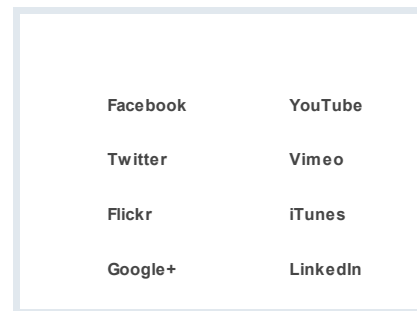 Facebook
YouTube
Twitter
Vimeo
Flickr
iTunes
Google+
LinkedIn